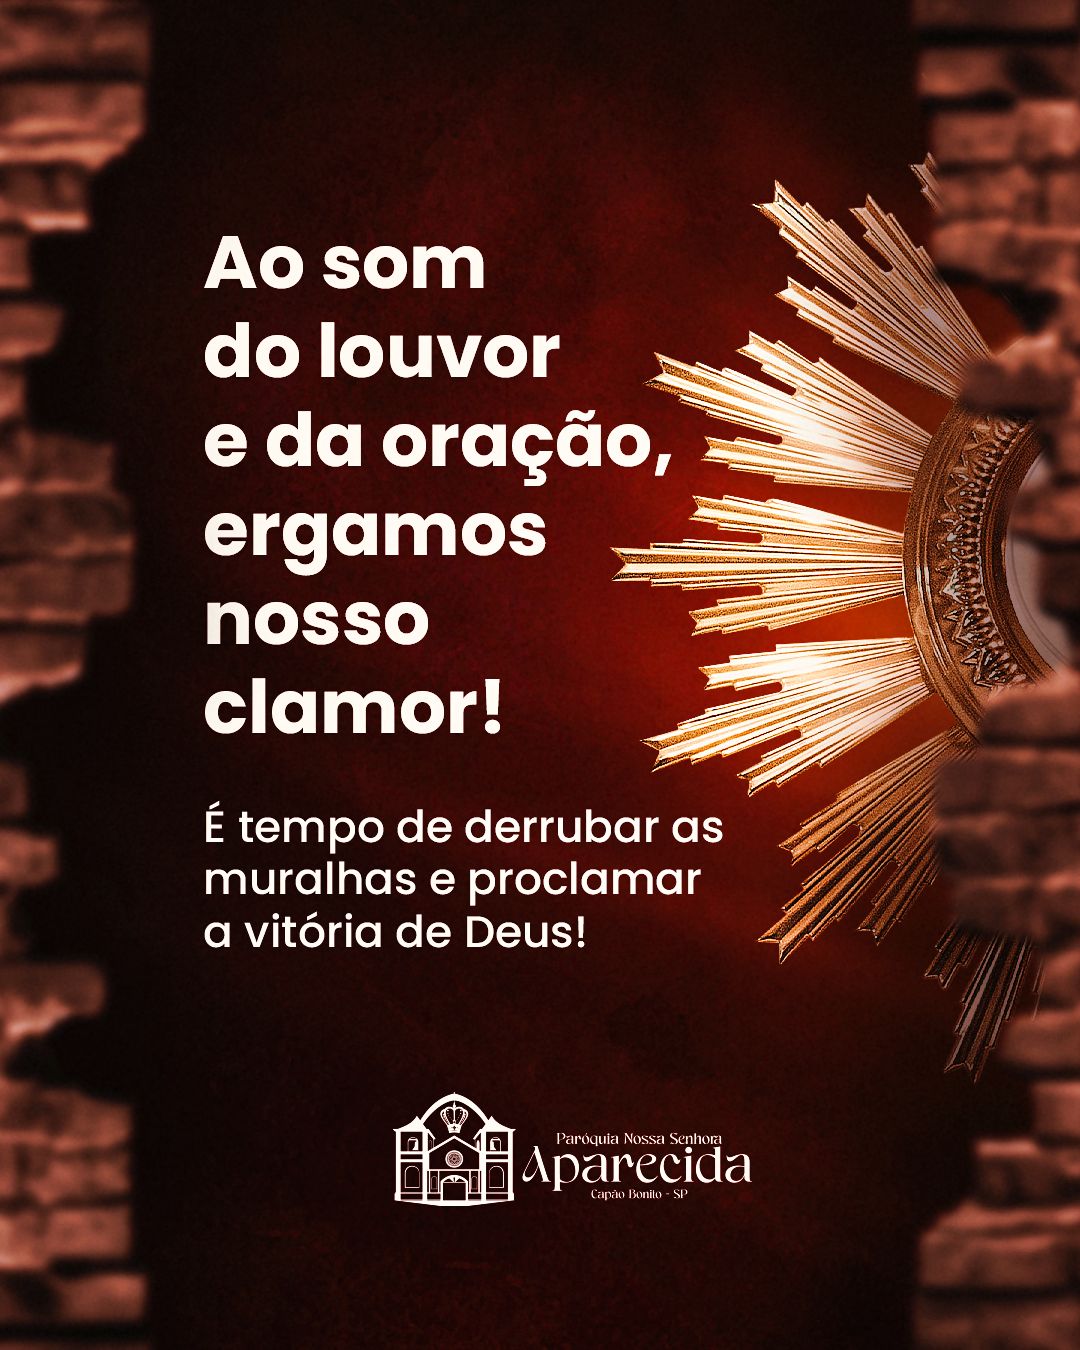 Ao som
do louvor
e da oração,
ergamos
nosso
clamor!
É tempo de derrubar as
muralhas e proclamar
a vitória de Deus!
Paróquia Nossa Senhora
Aparecida
Capão Bonito - SP